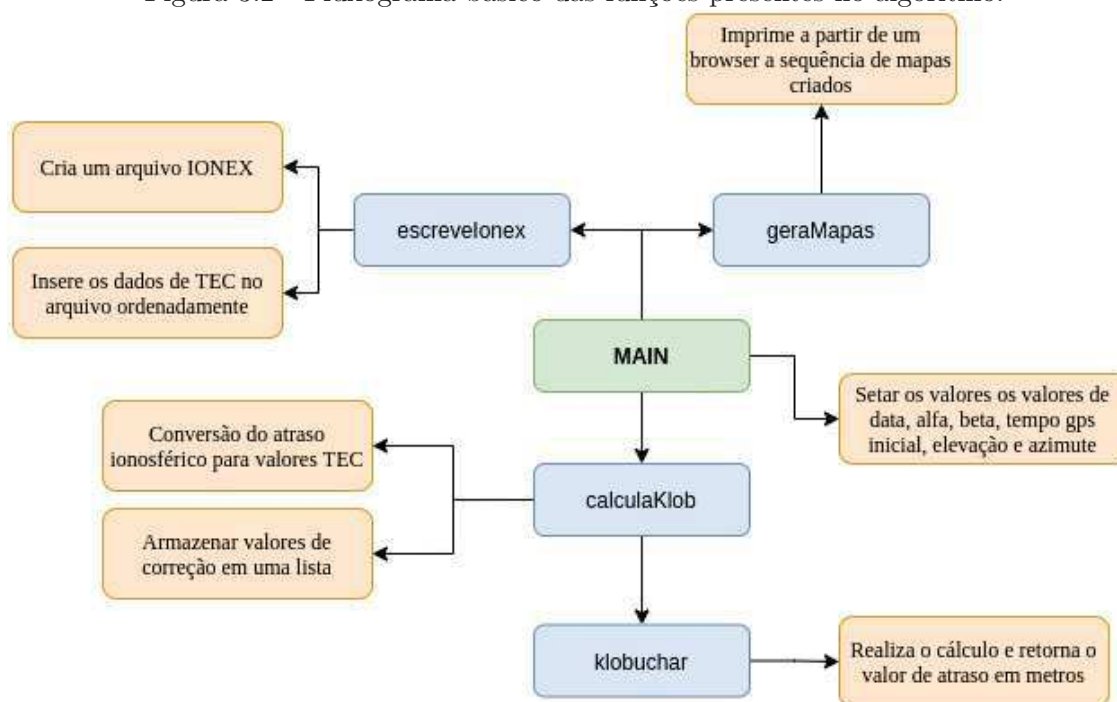 Imprime a partir de um
browser a sequência de mapas
criados
Cria um arquivo IONEX
escreveIonex
geraMapas
Insere os dados de TEC no
arquivo ordenadamente
MAIN
Setar os valores os valores de
data, alfa, beta, tempo gps
inicial, elevação e azimute
Conversão do atraso
ionosférico para valores TEC
calculaKlob
Armazenar valores de
correção em uma lista
klobuchar
Realiza o cálculo e retorna o
valor de atraso em metros